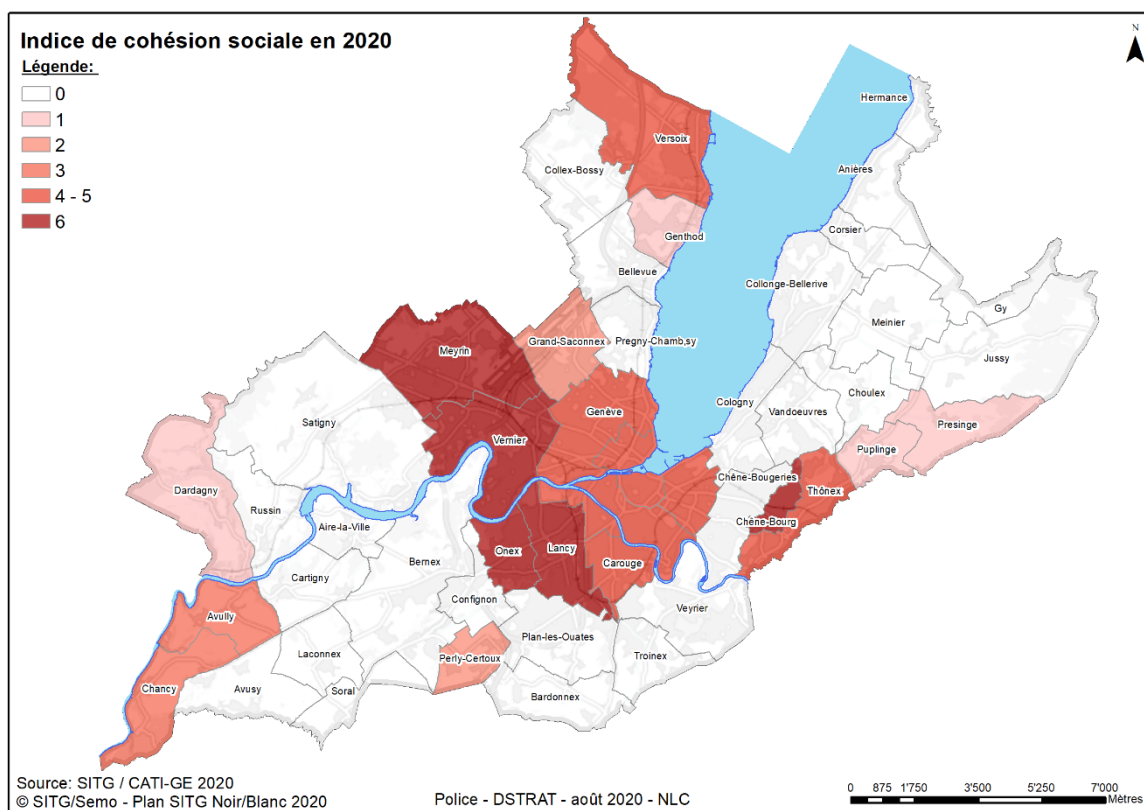 Indice de cohésion sociale en 2020
Légende:
0
1
2
3
4 - 5
6
N
Hermance
Versoix
Collex-Bossy
Anières
Genthod
Corsier
Bellevue
Collonge-Bellerive
Gy
Meinier
Jussy
Meyrin
Grand-Saconnex
Pregny-Chamb,sy
Choulex
Cologny
Vandoeuvres
Genève
Presinge
Satigny
Vernier
Puplinge
Chêne-Bougeries
Dardagny
Thônex
Russin
Chêne-Bourg
Aire-la-Ville
Onex
Lancy
Bernex
Carouge
Cartigny
Confignon
Veyrier
Avully
Plan-les-Ouates
Laconnex
Perly-Certoux
Troinex
Chancy
Avusy
Soral
Bardonnex
Source: SITG / CATI-GE 2020
© SITG/Semo - Plan SITG Noir/Blanc 2020
Police - DSTRAT - août 2020 - NLC
0 875 1'750 3'500 5'250 7'000
Mètres